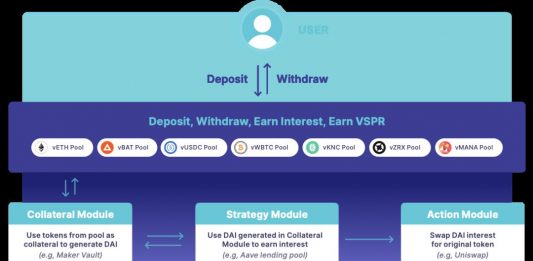 USER
Deposit Withdraw
Deposit, Withdraw, Earn Interest, Earn VSPR
vETH Pool vBAT Pool vUSDC Pool vWBTC Pool vKNC Pool vZRX Pool vMANA Pool
Collateral Module
Use tokens from pool as
collateral to generate DAI
(e.g, Maker Vault)
Strategy Module
Use DAI generated in Collateral
Module to earn interest
(e.g, Aave lending pool)
Action Module
Swap DAI interest
for original token
(e.g, Uniswap)